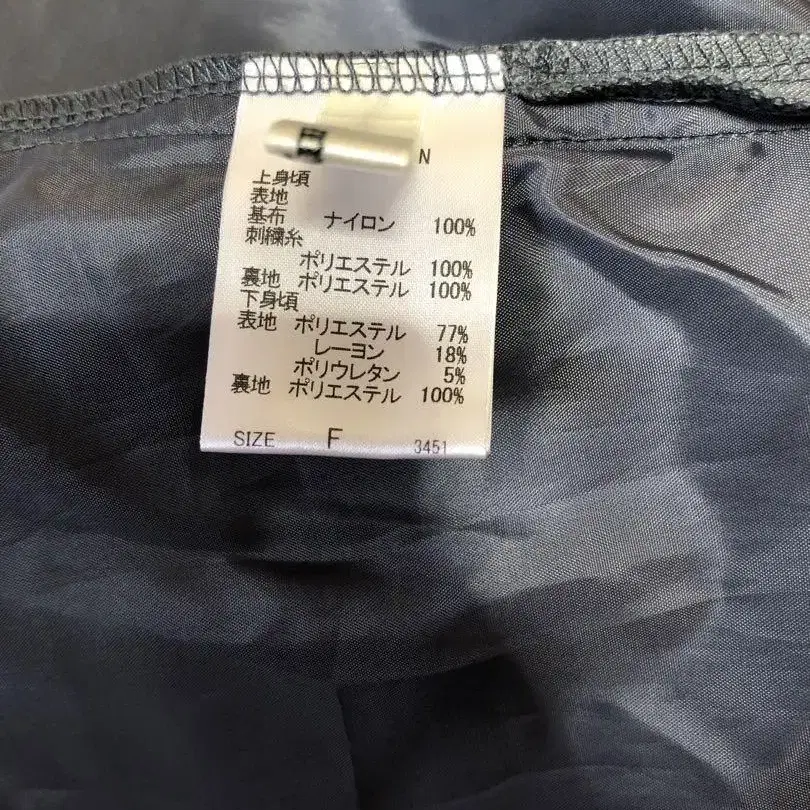 N
上身頃
表地
基布 ナイロン 100%
刺繍糸
ポリエステル 100%
裏地 ポリエステル 100%
下身頃
表地 ポリエステル 77%
レーヨン 18%
ポリウレタン 5%
裏地 ポリエステル 100%
SIZE F 3451